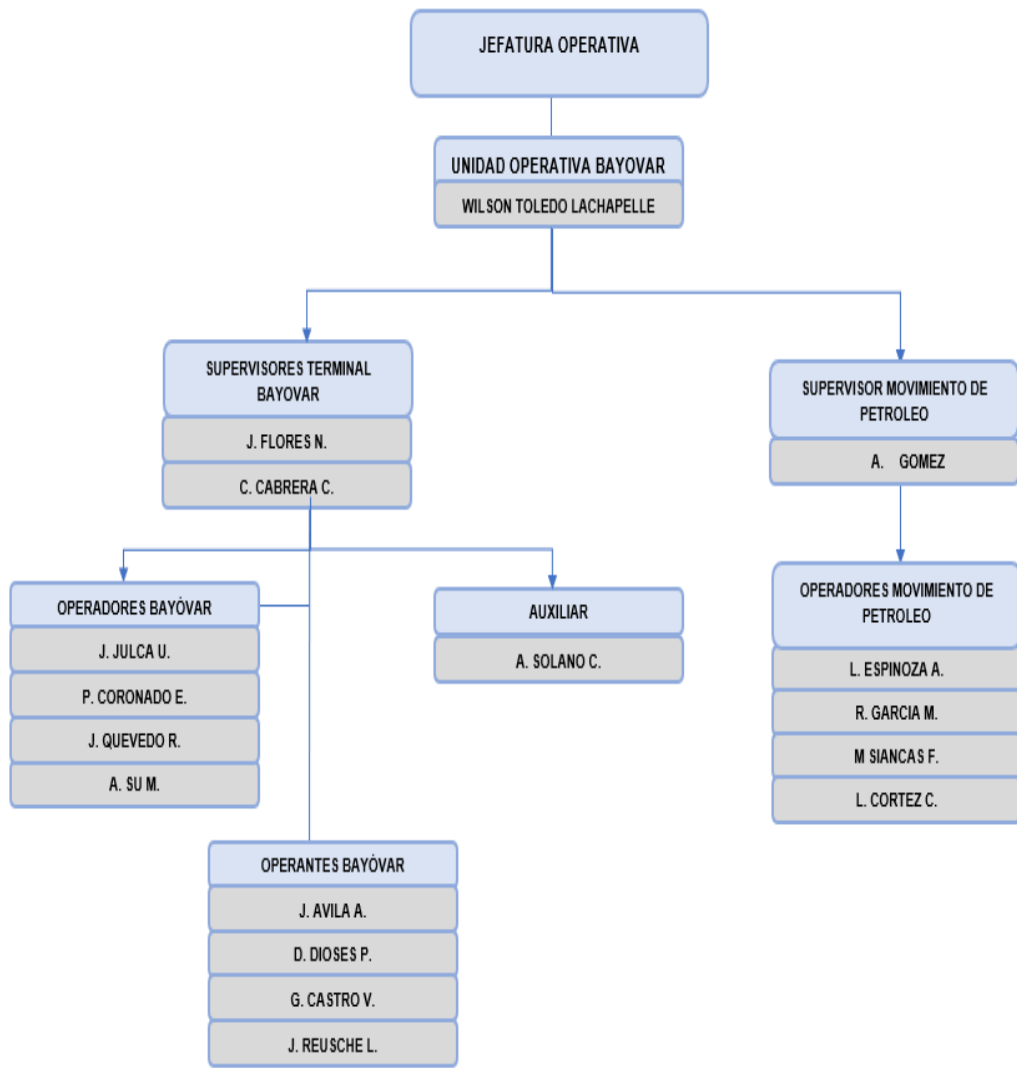 JEFATURA OPERATIVA
UNIDAD OPERATIVA BAYOVAR
WILSON TOLEDO LACHAPELLE
SUPERVISORES TERMINAL
BAYOVAR
J. FLORES N.
C. CABRERA C.
SUPERVISOR MOVIMIENTO DE
PETROLEO
A. GOMEZ
OPERADORES BAYÓVAR
J. JULCA U.
P. CORONADO E.
J. QUEVEDO R.
A. SU M.
AUXILIAR
A. SOLANO C.
OPERADORES MOVIMIENTO DE
PETROLEO
L. ESPINOZA A.
R. GARCIA M.
M SIANCAS F.
L. CORTEZ C.
OPERANTES BAYÓVAR
J. AVILA A.
D. DIOSES P.
G. CASTRO V.
J. REUSCHE L.